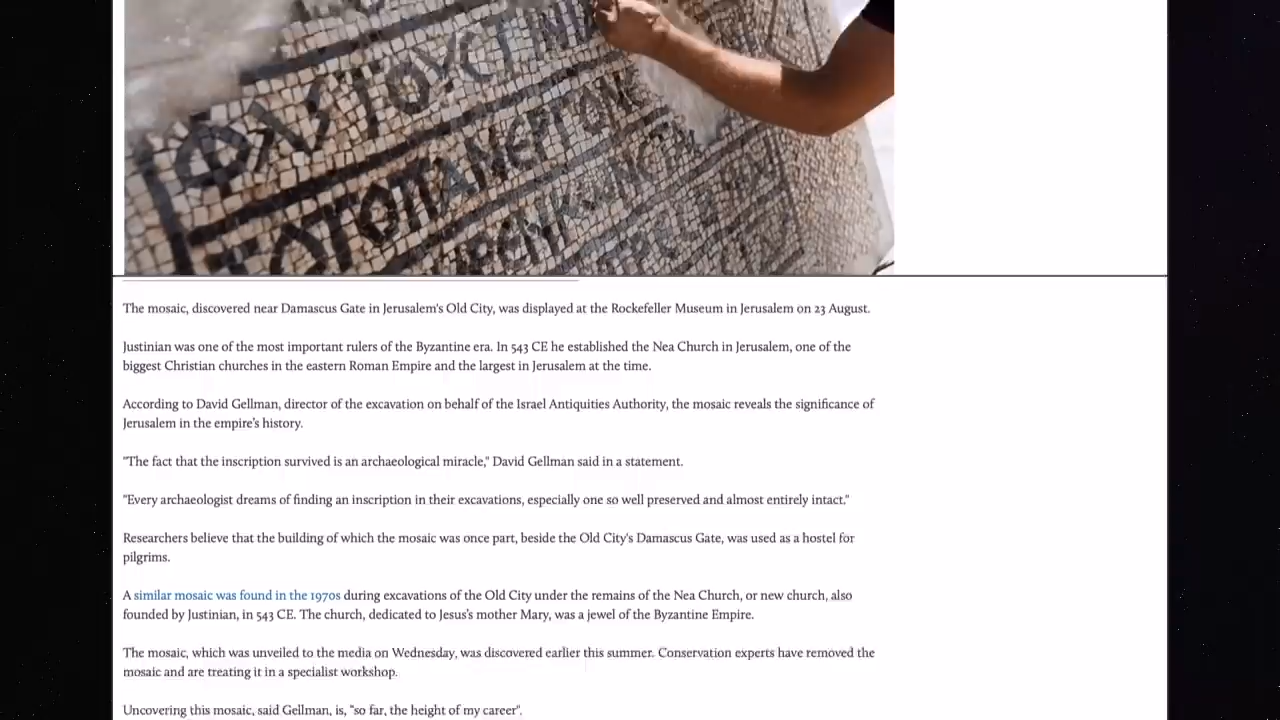 ΦΛSΙΟΥCΤΙΝΙ
The mosaic, discovered near Damascus Gate in Jerusalem's Old City, was displayed at the Rockefeller Museum in Jerusalem on 23 August.
Justinian was one of the most important rulers of the Byzantine era. In 543 CE he established the Nea Church in Jerusalem, one of the
biggest Christian churches in the eastern Roman Empire and the largest in Jerusalem at the time.
According to David Gellman, director of the excavation on behalf of the Israel Antiquities Authority, the mosaic reveals the significance of
Jerusalem in the empire's history.
"The fact that the inscription survived is an archaeological miracle," David Gellman said in a statement.
"Every archaeologist dreams of finding an inscription in their excavations, especially one so well preserved and almost entirely intact."
Researchers believe that the building of which the mosaic was once part, beside the Old City's Damascus Gate, was used as a hostel for
pilgrims.
A similar mosaic was found in the 1970s during excavations of the Old City under the remains of the Nea Church, or new church, also
founded by Justinian, in 543 CE. The church, dedicated to Jesus's mother Mary, was a jewel of the Byzantine Empire.
The mosaic, which was unveiled to the media on Wednesday, was discovered earlier this summer. Conservation experts have removed the
mosaic and are treating it in a specialist workshop.
Uncovering this mosaic, said Gellman, is, "so far, the height of my career".